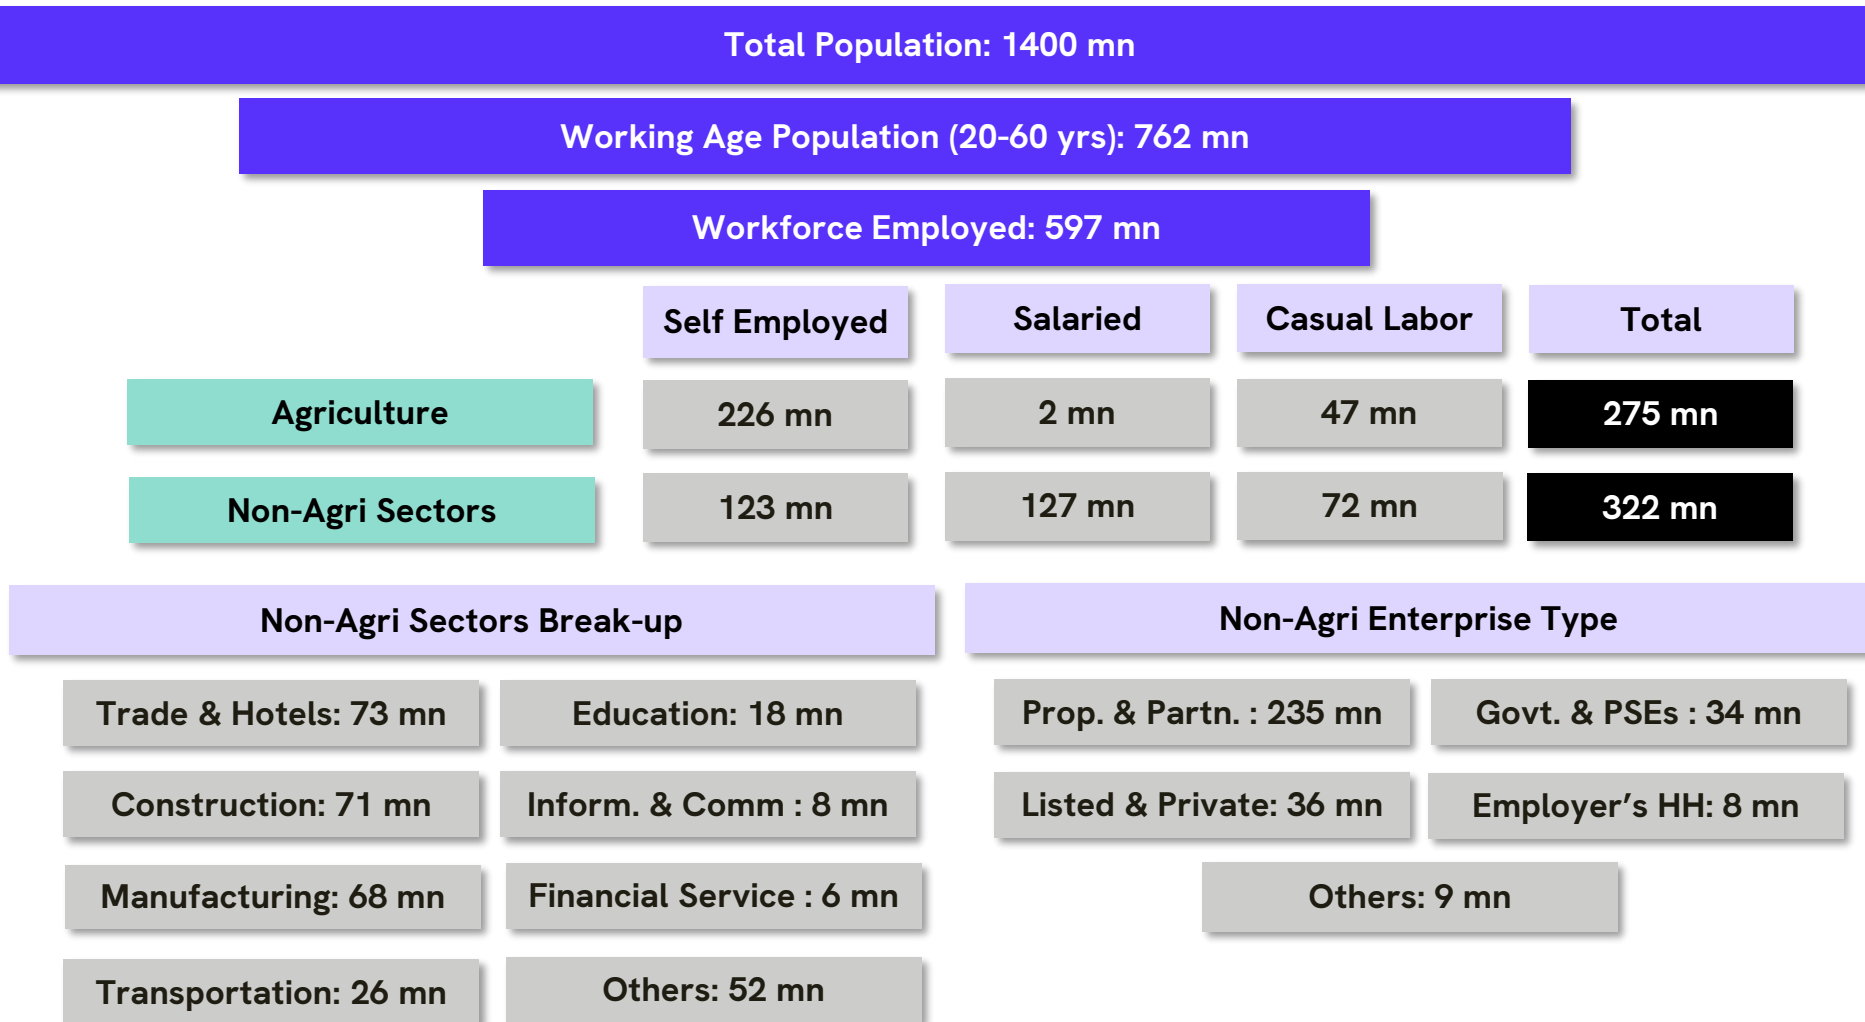 Total Population: 1400 mn
Working Age Population (20-60 yrs): 762 mn
Workforce Employed: 597 mn
Self Employed
Salaried
Casual Labor
Total
Agriculture
226 mn
2 mn
47 mn
275 mn
Non-Agri Sectors
123 mn
127 mn
72 mn
322 mn
Non-Agri Sectors Break-up
Trade & Hotels: 73 mn
Education: 18 mn
Construction: 71 mn
Inform. & Comm : 8 mn
Manufacturing: 68 mn
Financial Service : 6 mn
Transportation: 26 mn
Others: 52 mn
Non-Agri Enterprise Type
Prop. & Partn. : 235 mn
Govt. & PSEs : 34 mn
Listed & Private: 36 mn
Employer’s HH: 8 mn
Others: 9 mn